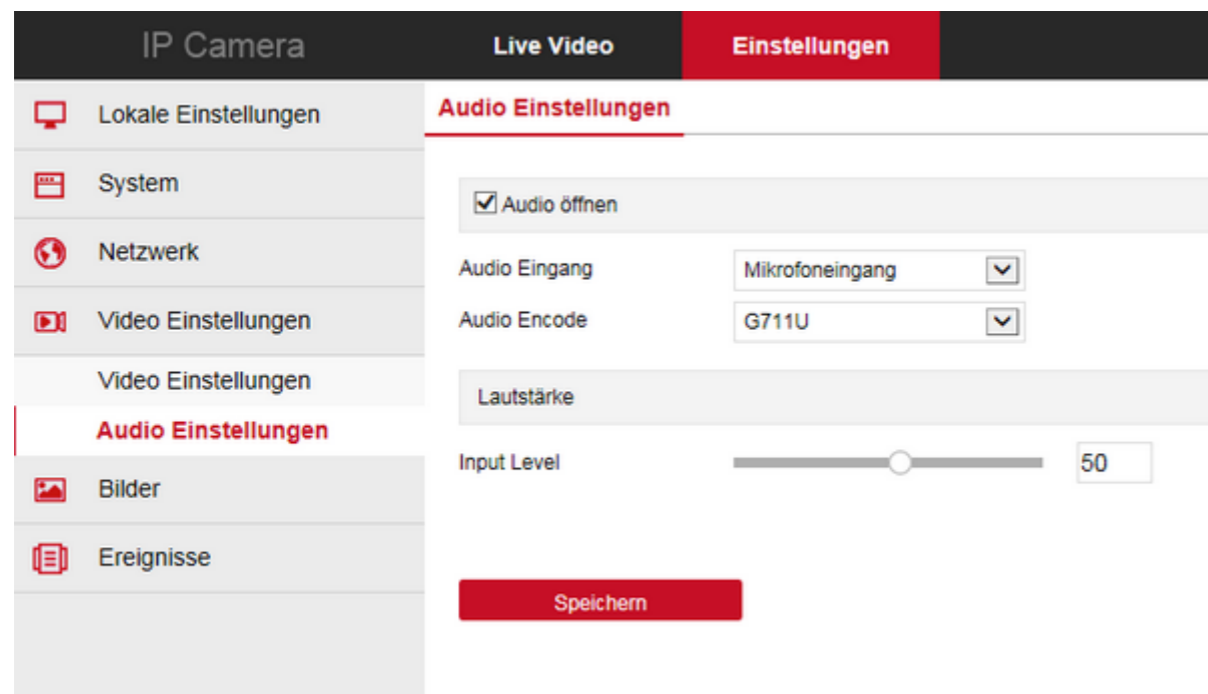 IP Camera
Live Video
Einstellungen
Lokale Einstellungen
System
Netzwerk
Video Einstellungen
Video Einstellungen
Audio Einstellungen
Bilder
Ereignisse
Audio Einstellungen
Audio öffnen
Audio Eingang Mikrofoneingang
Audio Encode G711U
Lautstärke
Input Level 50
Speichern